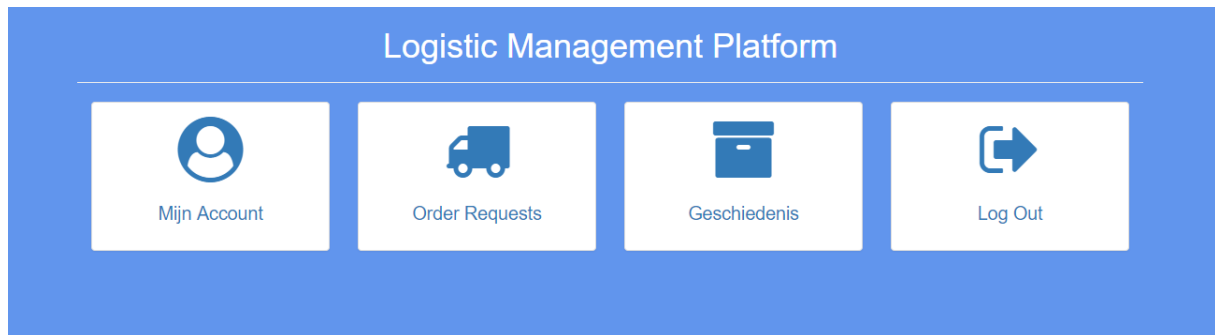 Logistic Management Platform
Mijn Account
Order Requests
Geschiedenis
Log Out